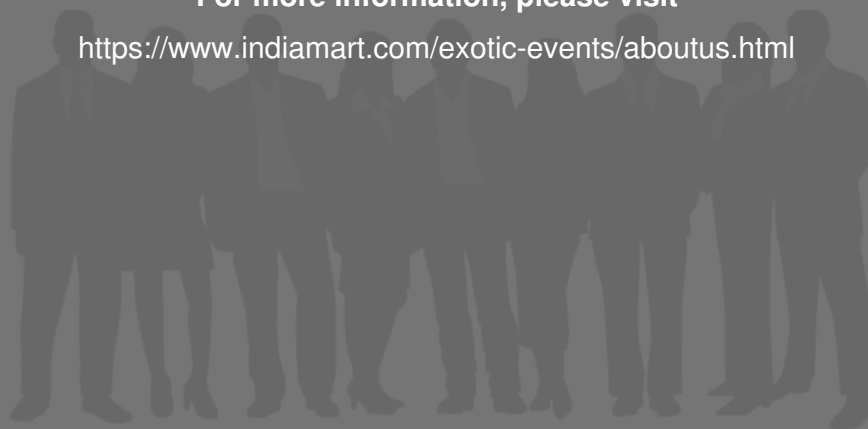 For more information, please visit
https://www.indiamart.com/exotic-events/aboutus.html